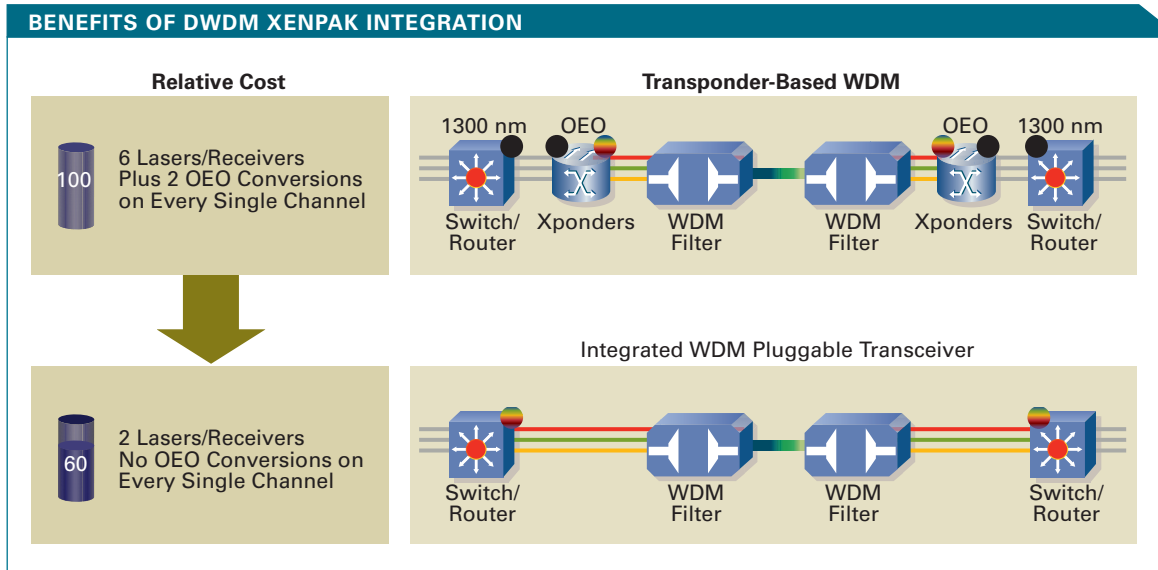 BENEFITS OF DWDM XENPAK INTEGRATION
Relative Cost
100
6 Lasers/Receivers
Plus 2 OEO Conversions
on Every Single Channel
Transponder-Based WDM
1300 nm
OEO
OEO
1300 nm
Switch/
Router
Xponders
WDM
Filter
WDM
Filter
Xponders
Switch/
Router
60
2 Lasers/Receivers
No OEO Conversions on
Every Single Channel
Integrated WDM Pluggable Transceiver
Switch/
Router
WDM
Filter
WDM
Filter
Switch/
Router